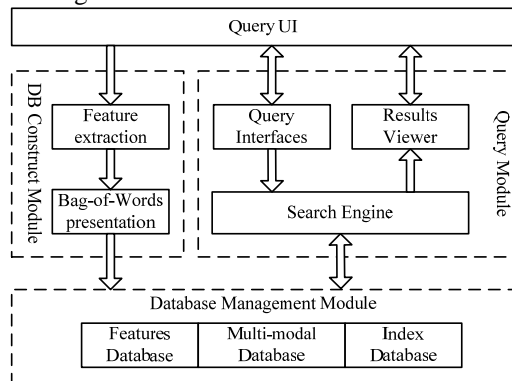 Query UI
DB Construct Module
Feature
extraction
Bag-of-Words
presentation
Query
Interfaces
Results
Viewer
Search Engine
Query Module
Database Management Module
Features
Database
Multi-modal
Database
Index
Database